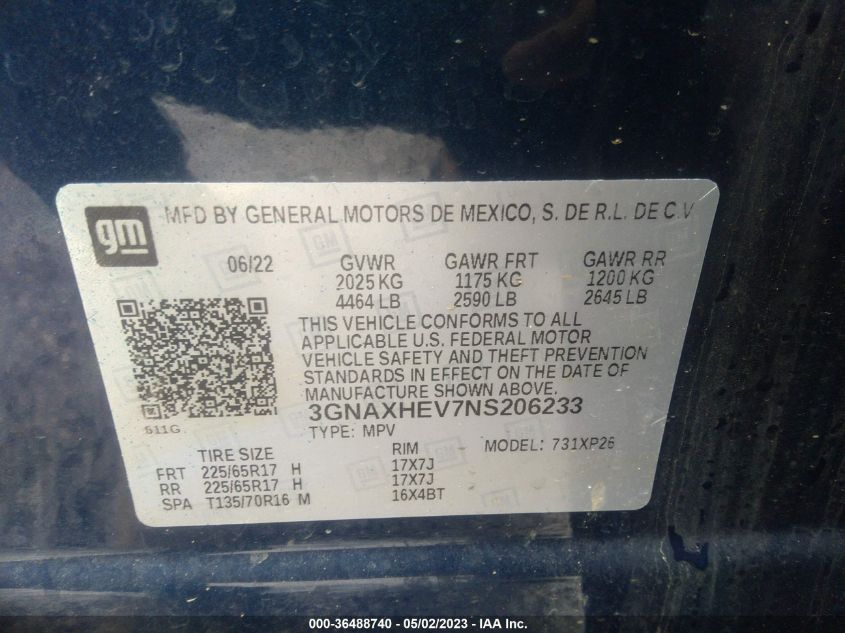 gm MFD BY GENERAL MOTORS DE MEXICO, S. DE R.L. DE C.V
06/22 GVWR GAWR FRT GAWR RR
2025 KG 1175 KG 1200 KG
4464 LB 2590 LB 2645 LB
THIS VEHICLE CONFORMS TO ALL
APPLICABLE U.S. FEDERAL MOTOR
VEHICLE SAFETY AND THEFT PREVENTION
STANDARDS IN EFFECT ON THE DATE OF
MANUFACTURE SHOWN ABOVE.
3GNAXHEV7NS206233
611G TYPE: MPV
TIRE SIZE RIM MODEL: 731XP26
FRT 225/65R17 H 17X7J
RR 225/65R17 H 17X7J
SPA T135/70R16 M 16X4BT
000-36488740 - 05/02/2023 - IAA Inc.